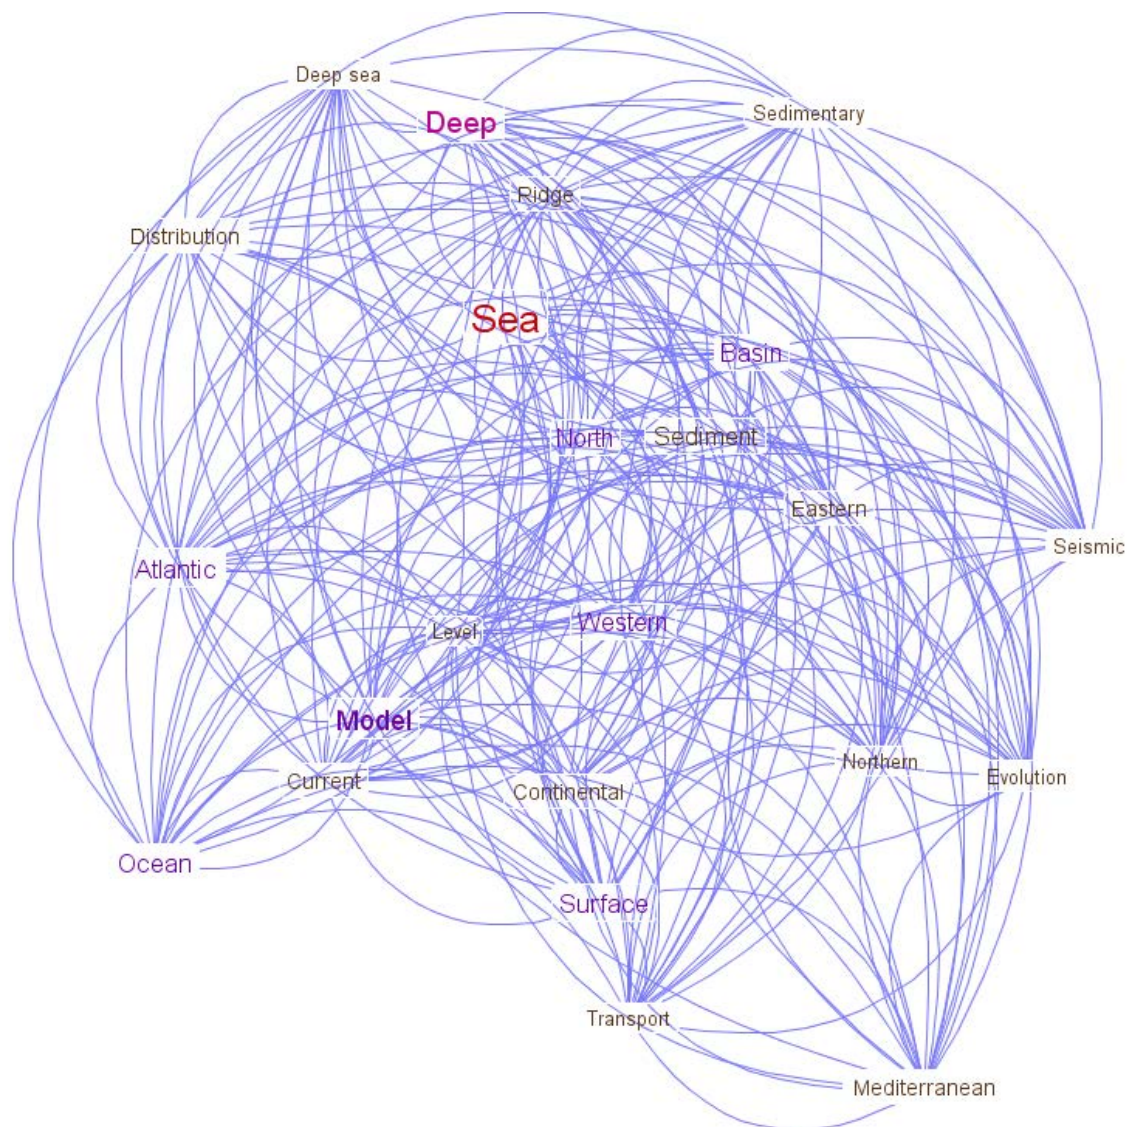 Deep sea
Sedimentary
Deep
Ridge
Distribution
Sea
Basin
North
Sediment
Eastern
Seismic
Atlantic
Western
Level
Model
Northern
Current
Evolution
Continental
Ocean
Surface
Transport
Mediterranean